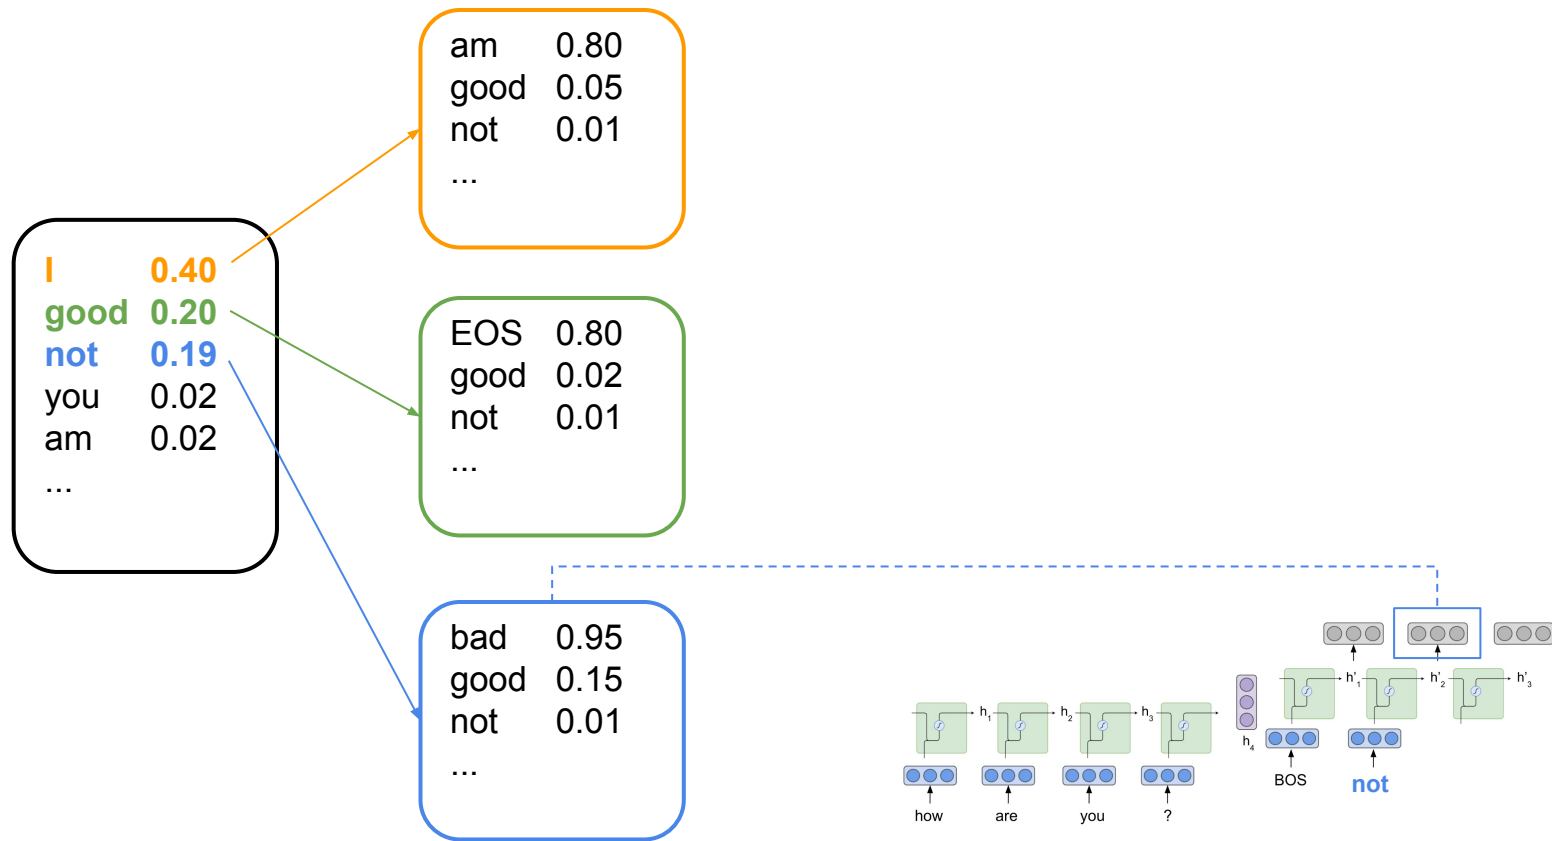 am 0.80
good 0.05
not 0.01
...
I 0.40
good 0.20
not 0.19
you 0.02
am 0.02
...
EOS 0.80
good 0.02
not 0.01
...
bad 0.95
good 0.15
not 0.01
...
h'1 h'2 h'3
h1 h2 h3
h4
BOS not
how are you ?